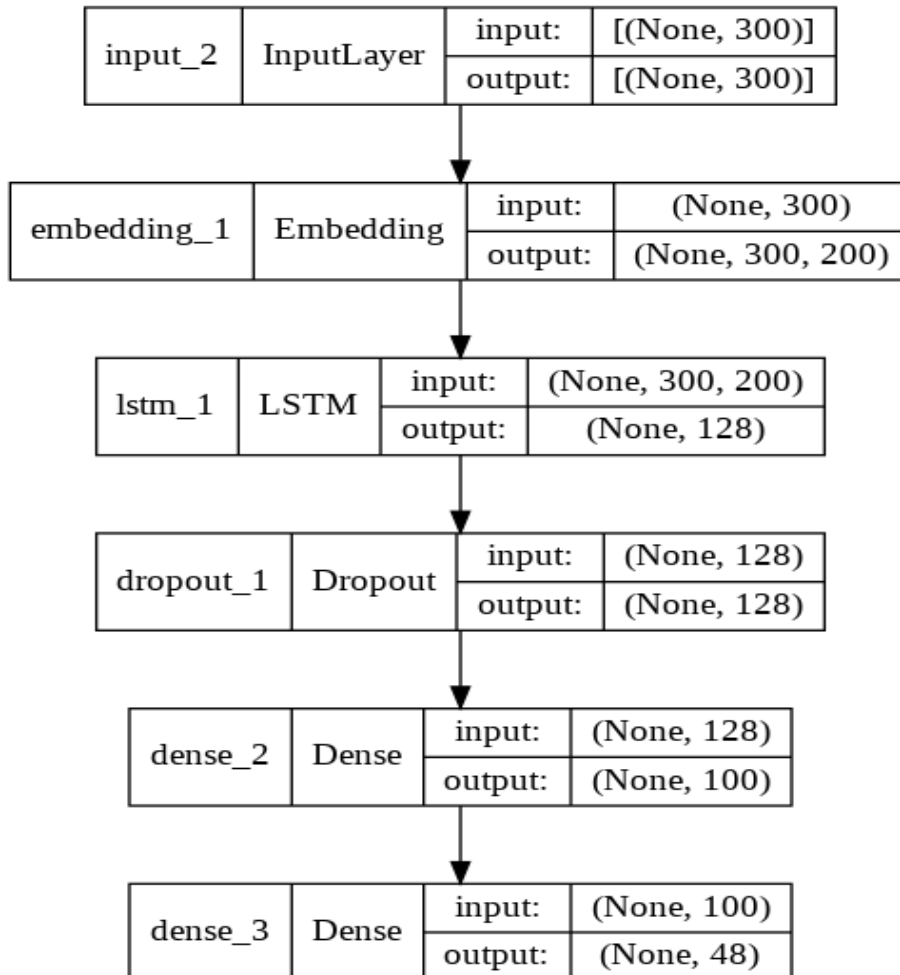 input_2 InputLayer input: [(None, 300)]
output: [(None, 300)]
embedding_1 Embedding input: (None, 300)
output: (None, 300, 200)
lstm_1 LSTM input: (None, 300, 200)
output: (None, 128)
dropout_1 Dropout input: (None, 128)
output: (None, 128)
dense_2 Dense input: (None, 128)
output: (None, 100)
dense_3 Dense input: (None, 100)
output: (None, 48)